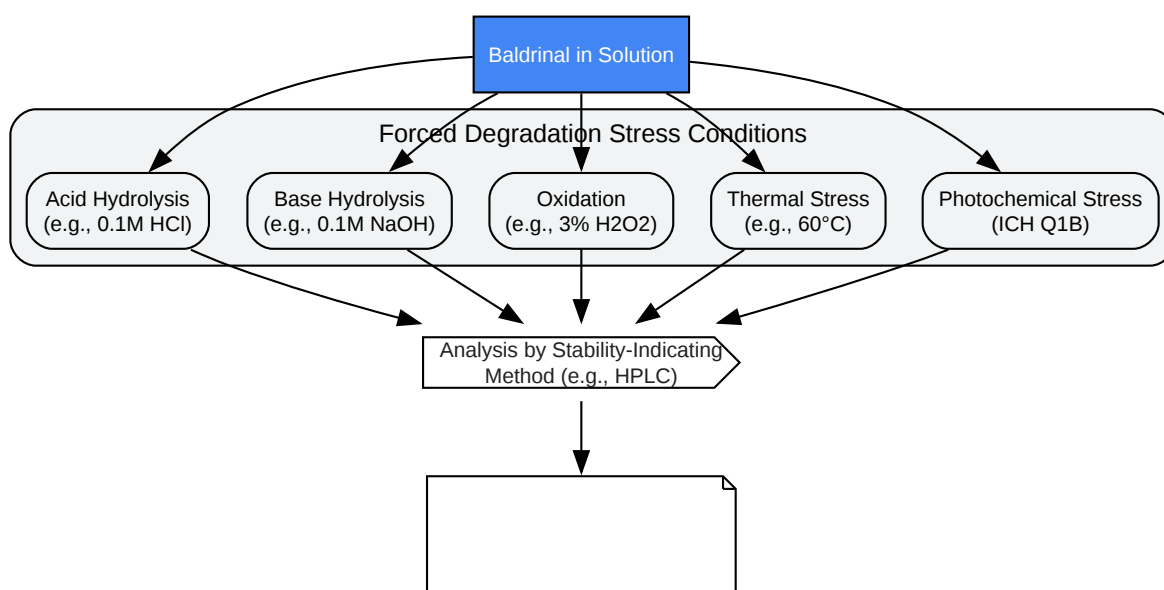 Baldrinal in Solution
Forced Degradation Stress Conditions
Acid Hydrolysis
(e.g., 0.1M HCl)
Base Hydrolysis
(e.g., 0.1M NaOH)
Oxidation
(e.g., 3% H2O2)
Thermal Stress
(e.g., 60°C)
Photochemical Stress
(ICH Q1B)
Analysis by Stability-Indicating
Method (e.g., HPLC)